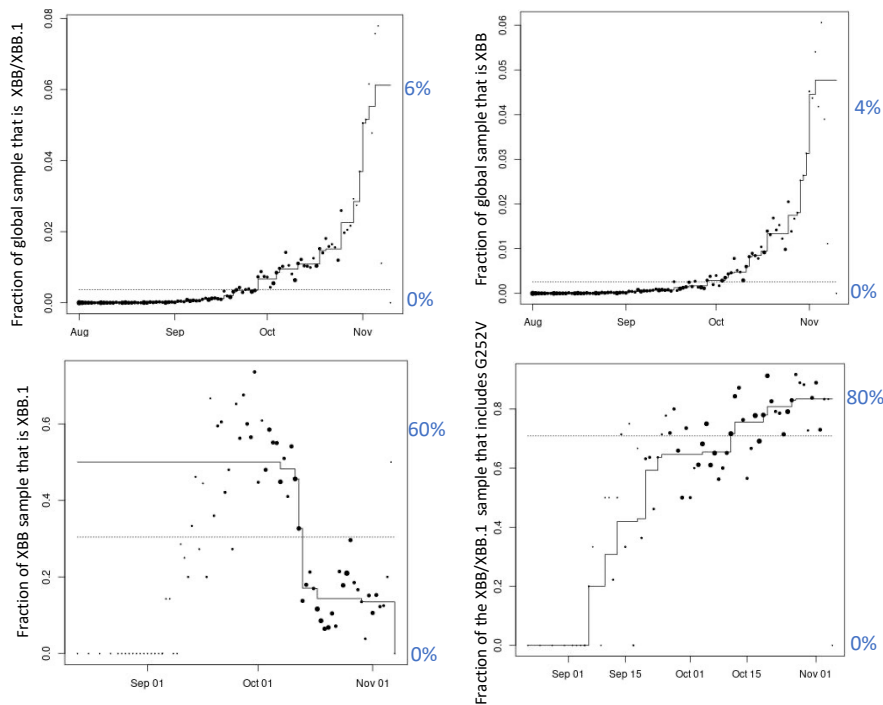 Fraction of global sample that is XBB/XBB.1
0.08
0.06
0.04
0.02
0.00
Aug
Sep
Oct
Nov
6%
0%
Fraction of global sample that is XBB
0.06
0.05
0.04
0.03
0.02
0.01
0.00
Aug
Sep
Oct
Nov
4%
0%
Fraction of XBB sample that is XBB.1
0.6
0.4
0.2
0.0
Sep 01
Oct 01
Nov 01
60%
0%
Fraction of the XBB/XBB.1 sample that includes G252V
0.8
0.6
0.4
0.2
0.0
Sep 01
Sep 15
Oct 01
Oct 15
Nov 01
80%
0%